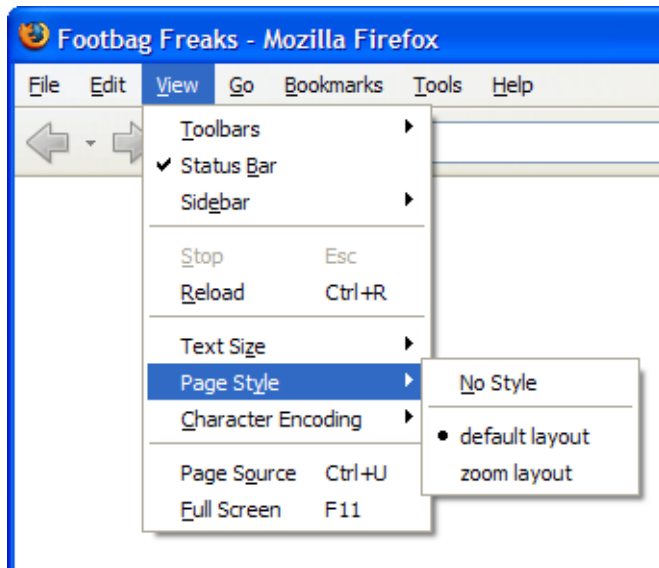 Footbag Freaks - Mozilla Firefox
File Edit View Go Bookmarks Tools Help
Toolbars
Status Bar
Sidebar
Stop Esc
Reload Ctrl+R
Text Size
Page Style
Character Encoding
Page Source Ctrl+U
Full Screen F11
No Style
default layout
zoom layout